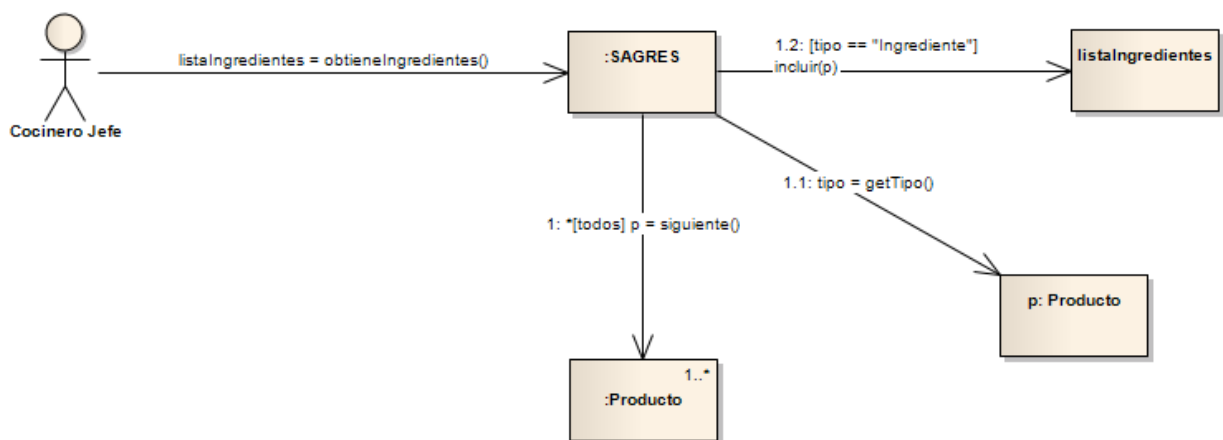 listaIngredientes = obtieneIngredientes()
:SAGRES
1.2: [tipo == "Ingrediente"]
incluir(p)
listaIngredientes
Cocinero Jefe
1.1: tipo = getTipo()
1: *[todos] p = siguiente()
p: Producto
1..*
:Producto